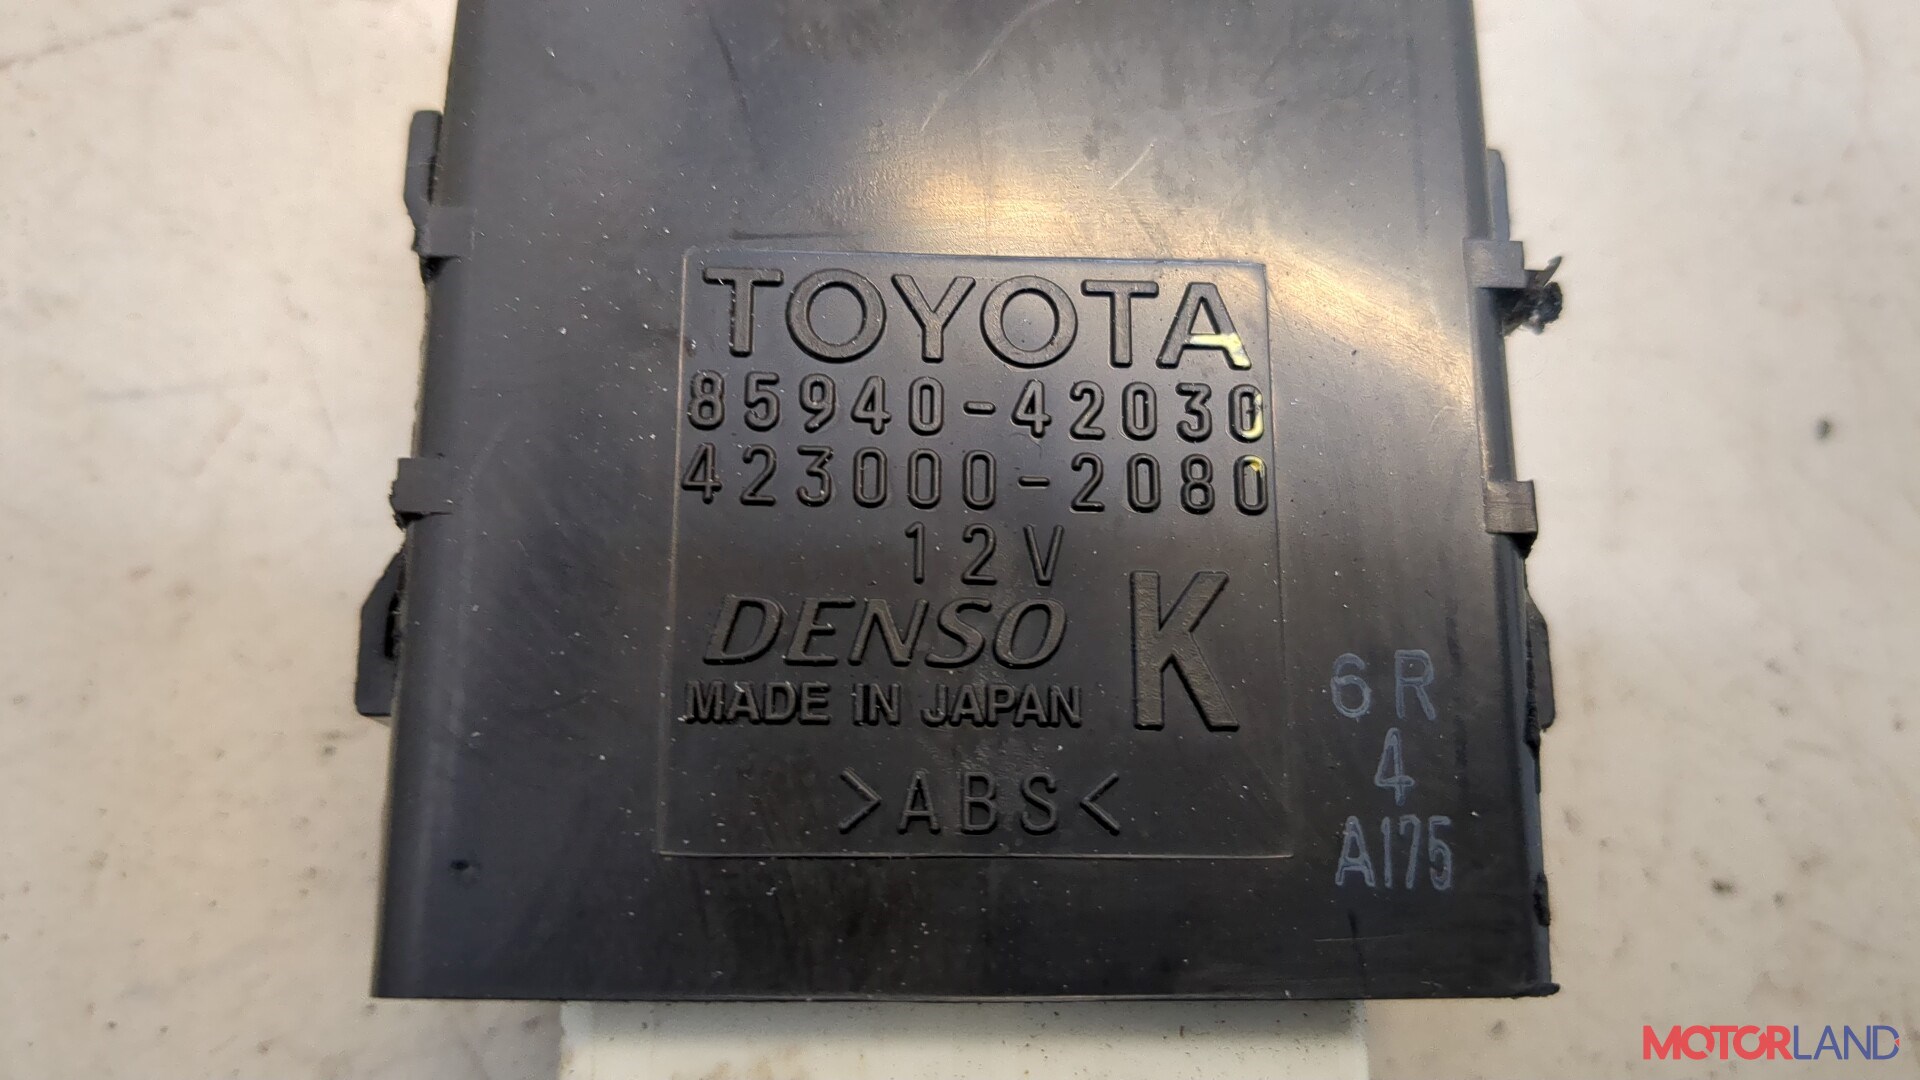 TOYOTA
85940-42030
423000-2080
12V
DENSO K
MADE IN JAPAN
>ABS<
6R
4
A175
MOTORLAND